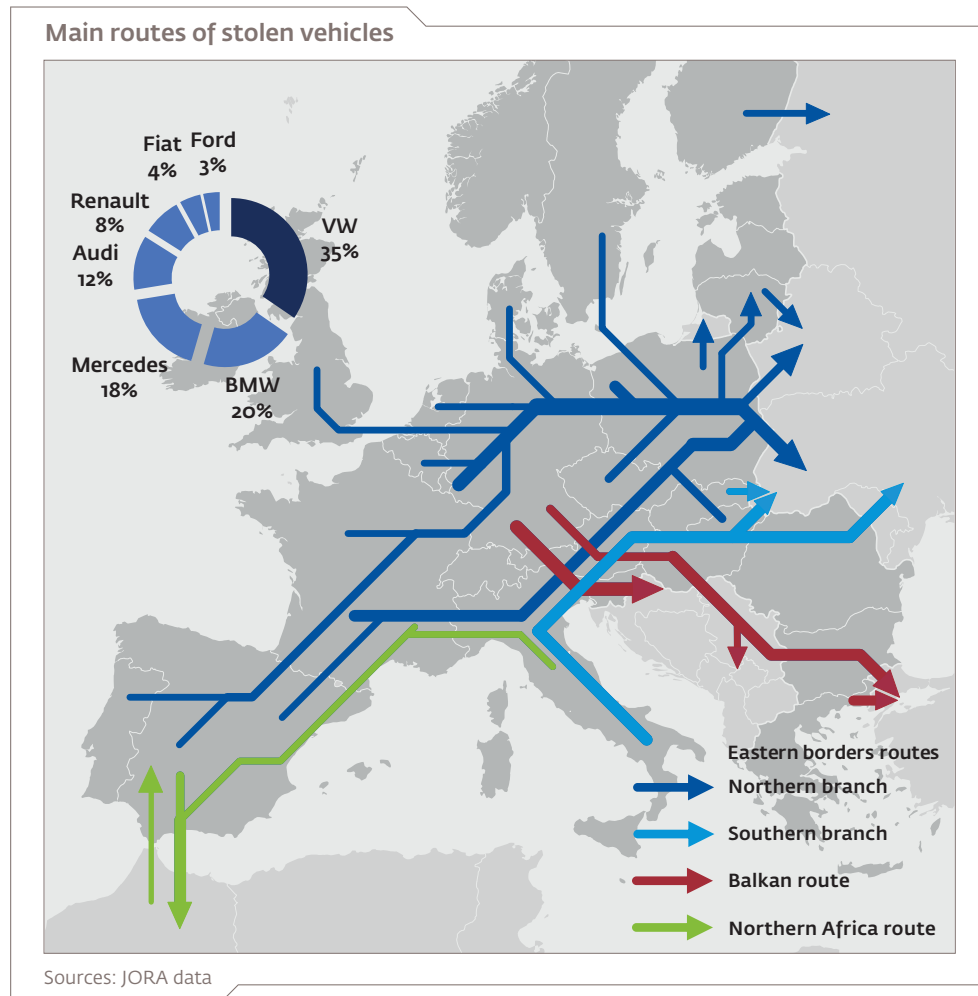 Main routes of stolen vehicles
Fiat
4%
Ford
3%
Renault
8%
VW
35%
Audi
12%
Mercedes
18%
BMW
20%
Eastern borders routes
Northern branch
Southern branch
Balkan route
Northern Africa route
Sources: JORA data